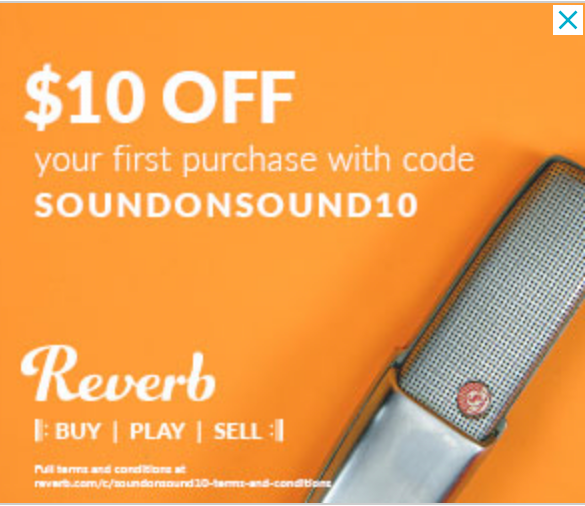 $10 OFF
your first purchase with code
SOUNDONSOUND10
Reverb
BUY | PLAY | SELL
Full terms and conditions at
reverb.com/c/soundonsound10-terms-and-conditions